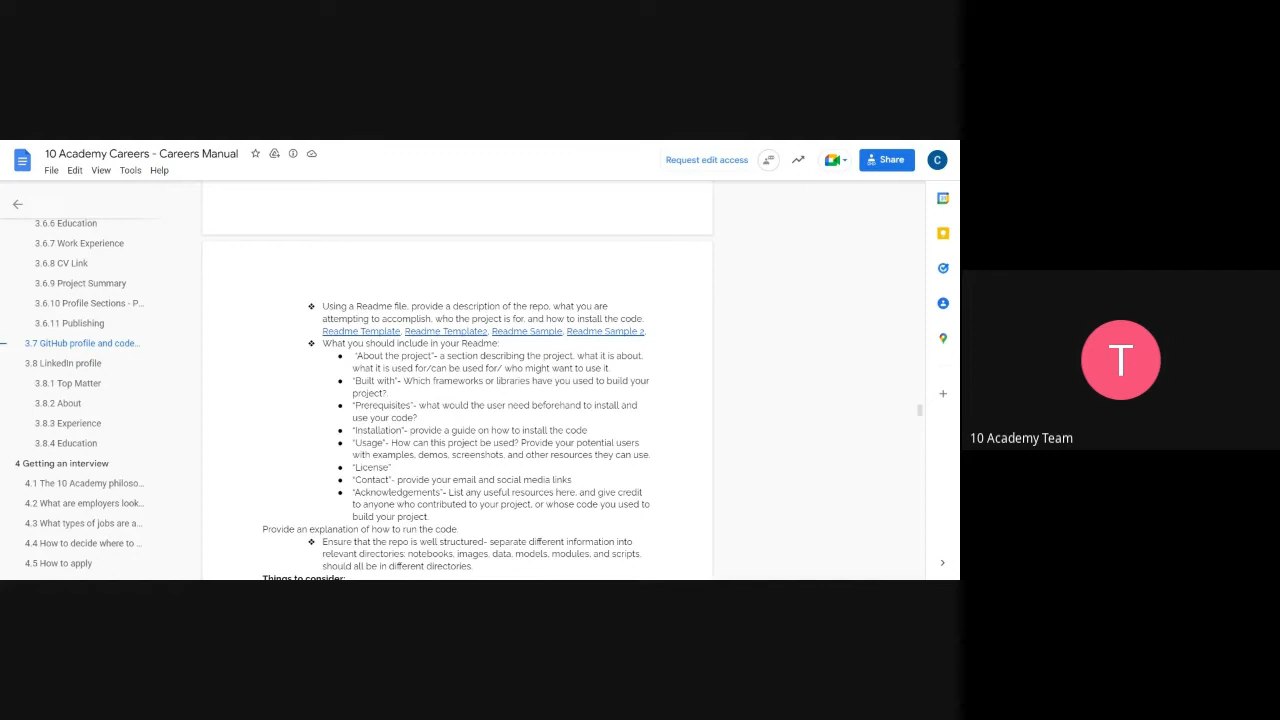 10 Academy Careers - Careers Manual
File Edit View Tools Help
Request edit access
Share
C
3.6.6 Education
3.6.7 Work Experience
3.6.8 CV Link
3.6.9 Project Summary
3.6.10 Profile Sections - P...
3.6.11 Publishing
3.7 GitHub profile and code...
3.8 LinkedIn profile
3.8.1 Top Matter
3.8.2 About
3.8.3 Experience
3.8.4 Education
4 Getting an interview
4.1 The 10 Academy philoso...
4.2 What are employers look...
4.3 What types of jobs are a...
4.4 How to decide where to ...
4.5 How to apply
❖ Using a Readme file, provide a description of the repo, what you are
attempting to accomplish, who the project is for, and how to install the code.
Readme Template, Readme Template2, Readme Sample, Readme Sample 2.
❖ What you should include in your Readme:
● “About the project”- a section describing the project, what it is about,
what it is used for/can be used for/ who might want to use it.
● “Built with”- Which frameworks or libraries have you used to build your
project?.
● “Prerequisites”- what would the user need beforehand to install and
use your code?
● “Installation”- provide a guide on how to install the code
● “Usage”- How can this project be used? Provide your potential users
with examples, demos, screenshots, and other resources they can use.
● “License”
● “Contact”- provide your email and social media links
● “Acknowledgements”- List any useful resources here, and give credit
to anyone who contributed to your project, or whose code you used to
build your project.
Provide an explanation of how to run the code.
❖ Ensure that the repo is well structured- separate different information into
relevant directories: notebooks, images, data, models, modules, and scripts,
should all be in different directories.
Things to consider:
T
10 Academy Team